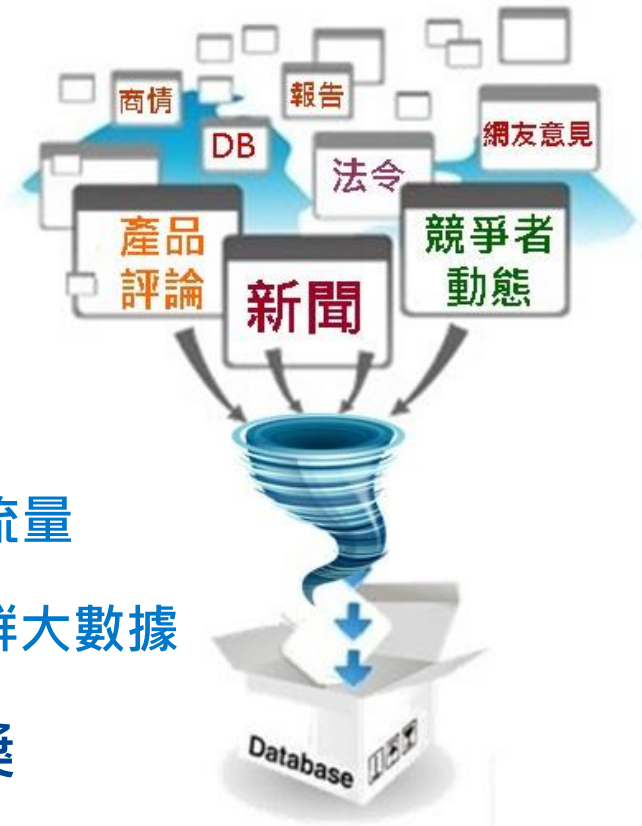 商情
報告
網友意見
DB
法令
產品
評論
新聞
競爭者
動態
流量
群大數據
獎
Database